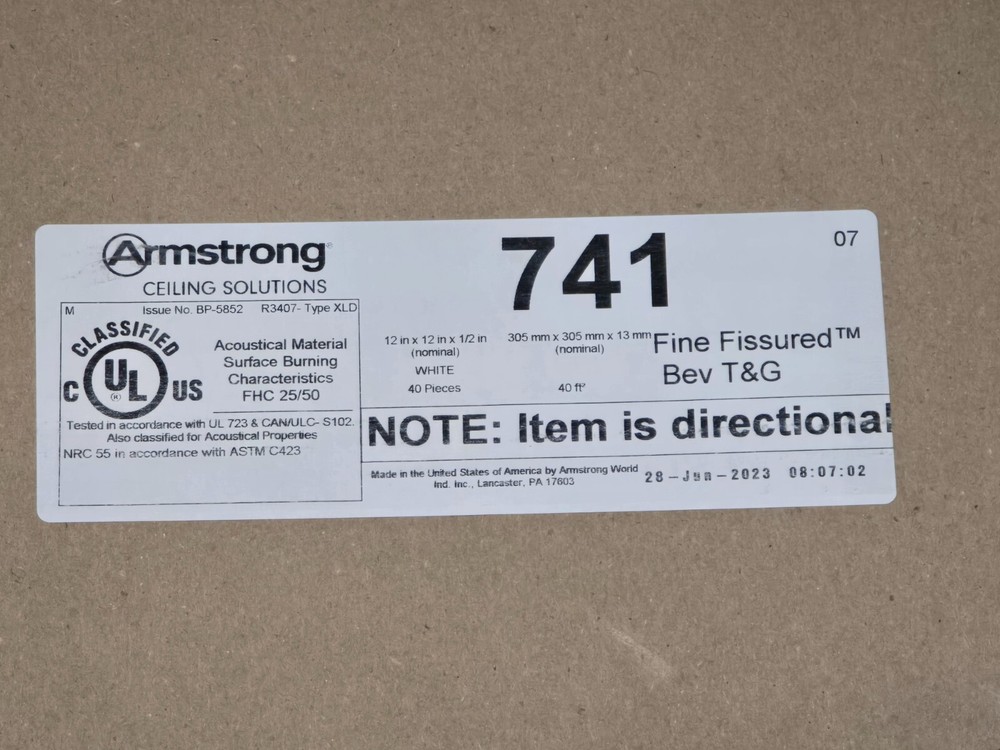 Armstrong®
CEILING SOLUTIONS
M Issue No. BP-5852 R3407- Type XLD
CLASSIFIED
C UL® US
Acoustical Material
Surface Burning
Characteristics
FHC 25/50
Tested in accordance with UL 723 & CAN/ULC- S102.
Also classified for Acoustical Properties
NRC 55 in accordance with ASTM C423
741
07
12 in x 12 in x 1/2 in
(nominal)
WHITE
40 Pieces
305 mm x 305 mm x 13 mm
(nominal)
40 ft²
Fine Fissured™
Bev T&G
NOTE: Item is directional
Made in the United States of America by Armstrong World
Ind. Inc., Lancaster, PA 17603
28-Jun-2023 08:07:02